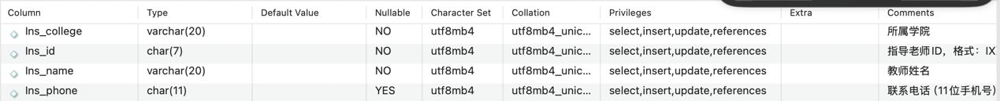 Column Type Default Value Nullable Character Set Collation Privileges Extra Comments
Ins_college varchar(20) NO utf8mb4 utf8mb4_unic... select,insert,update,references 所属学院
Ins_id char(7) NO utf8mb4 utf8mb4_unic... select,insert,update,references 指导老师ID，格式：IX
Ins_name varchar(20) NO utf8mb4 utf8mb4_unic... select,insert,update,references 教师姓名
Ins_phone char(11) YES utf8mb4 utf8mb4_unic... select,insert,update,references 联系电话 (11位手机号)